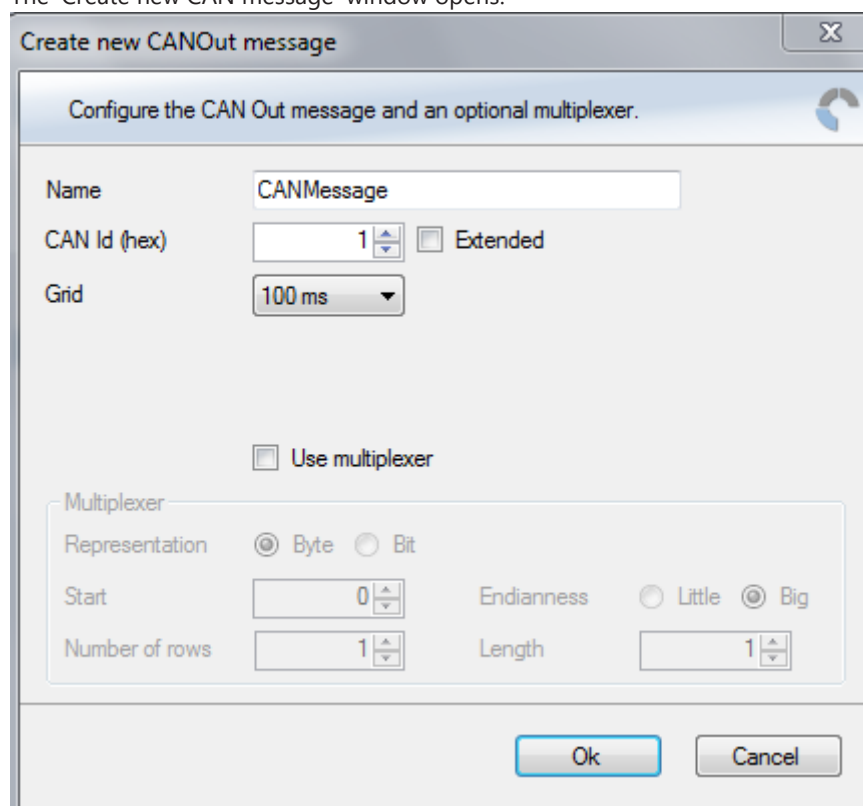 The 'Create new CAN message' window opens.
Create new CANOut message
Configure the CAN Out message and an optional multiplexer.
Name CANMessage
CAN Id (hex) 1 Extended
Grid 100 ms
Use multiplexer
Multiplexer
Representation Byte Bit
Start 0 Endianness Little Big
Number of rows 1 Length 1
Ok Cancel